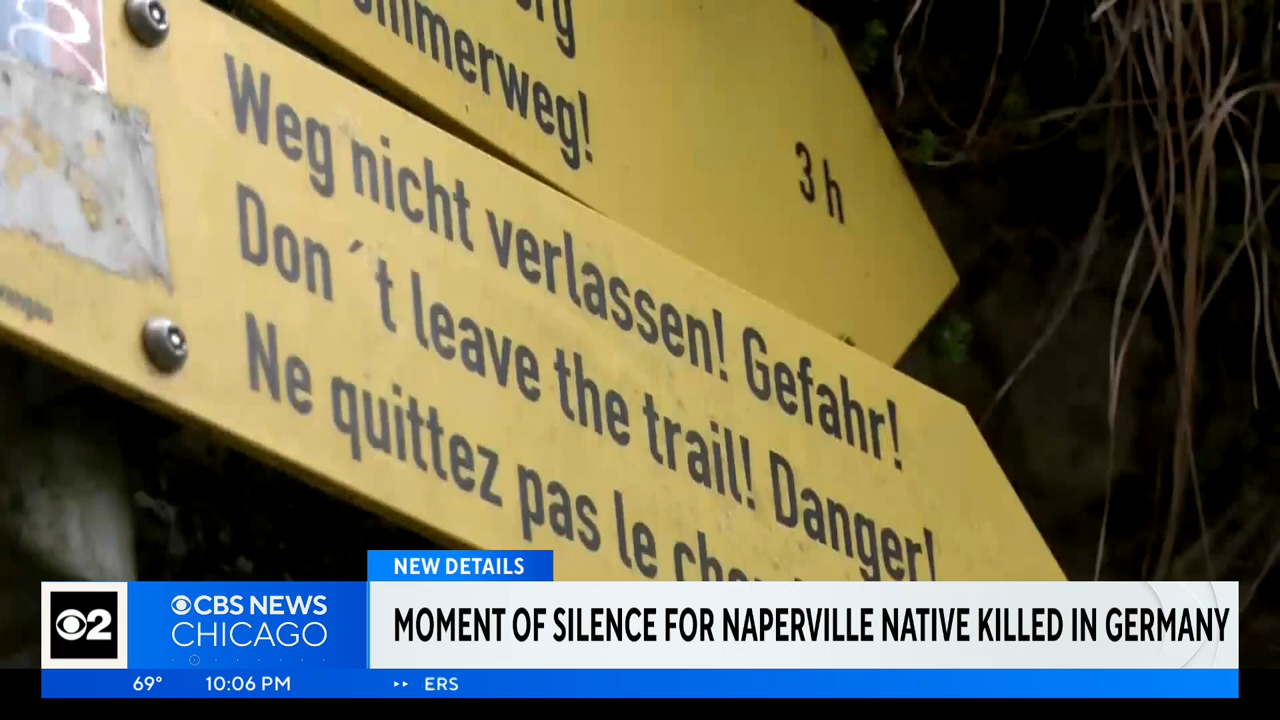 3 h
Weg nicht verlassen! Gefahr!
Don´t leave the trail! Danger!
Ne quittez pas le
NEW DETAILS
2
CBS NEWS
CHICAGO
MOMENT OF SILENCE FOR NAPERVILLE NATIVE KILLED IN GERMANY
69° 10:06 PM ERS